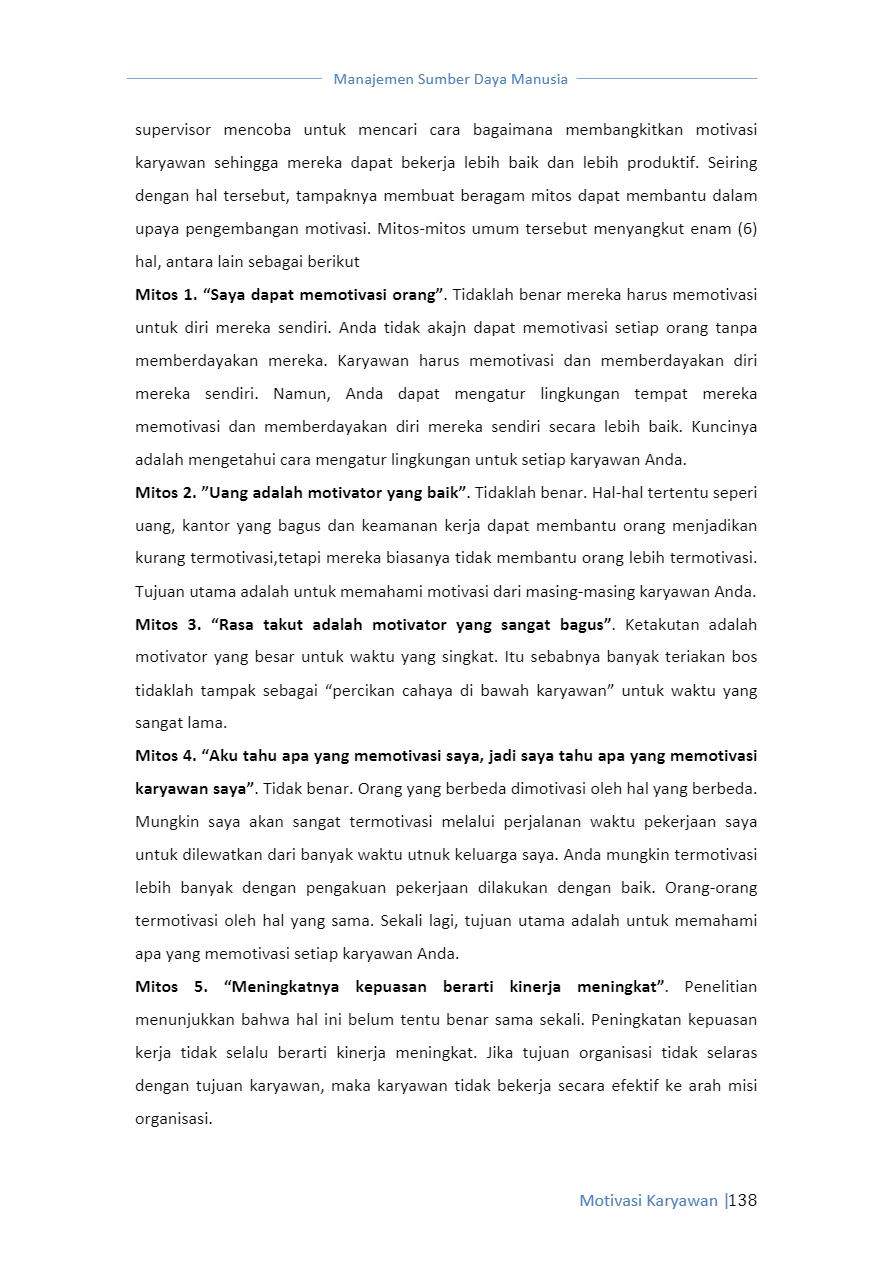 Manajemen Sumber Daya Manusia
supervisor mencoba untuk mencari cara bagaimana membangkitkan motivasi
karyawan sehingga mereka dapat bekerja lebih baik dan lebih produktif. Seiring
dengan hal tersebut, tampaknya membuat beragam mitos dapat membantu dalam
upaya pengembangan motivasi. Mitos-mitos umum tersebut menyangkut enam (6)
hal, antara lain sebagai berikut
Mitos 1. “Saya dapat memotivasi orang”. Tidaklah benar mereka harus memotivasi
untuk diri mereka sendiri. Anda tidak akajn dapat memotivasi setiap orang tanpa
memberdayakan mereka. Karyawan harus memotivasi dan memberdayakan diri
mereka sendiri. Namun, Anda dapat mengatur lingkungan tempat mereka
memotivasi dan memberdayakan diri mereka sendiri secara lebih baik. Kuncinya
adalah mengetahui cara mengatur lingkungan untuk setiap karyawan Anda.
Mitos 2. ”Uang adalah motivator yang baik”. Tidaklah benar. Hal-hal tertentu seperi
uang, kantor yang bagus dan keamanan kerja dapat membantu orang menjadikan
kurang termotivasi,tetapi mereka biasanya tidak membantu orang lebih termotivasi.
Tujuan utama adalah untuk memahami motivasi dari masing-masing karyawan Anda.
Mitos 3. “Rasa takut adalah motivator yang sangat bagus”. Ketakutan adalah
motivator yang besar untuk waktu yang singkat. Itu sebabnya banyak teriakan bos
tidaklah tampak sebagai “percikan cahaya di bawah karyawan” untuk waktu yang
sangat lama.
Mitos 4. “Aku tahu apa yang memotivasi saya, jadi saya tahu apa yang memotivasi
karyawan saya”. Tidak benar. Orang yang berbeda dimotivasi oleh hal yang berbeda.
Mungkin saya akan sangat termotivasi melalui perjalanan waktu pekerjaan saya
untuk dilewatkan dari banyak waktu utnuk keluarga saya. Anda mungkin termotivasi
lebih banyak dengan pengakuan pekerjaan dilakukan dengan baik. Orang-orang
termotivasi oleh hal yang sama. Sekali lagi, tujuan utama adalah untuk memahami
apa yang memotivasi setiap karyawan Anda.
Mitos 5. “Meningkatnya kepuasan berarti kinerja meningkat”. Penelitian
menunjukkan bahwa hal ini belum tentu benar sama sekali. Peningkatan kepuasan
kerja tidak selalu berarti kinerja meningkat. Jika tujuan organisasi tidak selaras
dengan tujuan karyawan, maka karyawan tidak bekerja secara efektif ke arah misi
organisasi.
Motivasi Karyawan |138